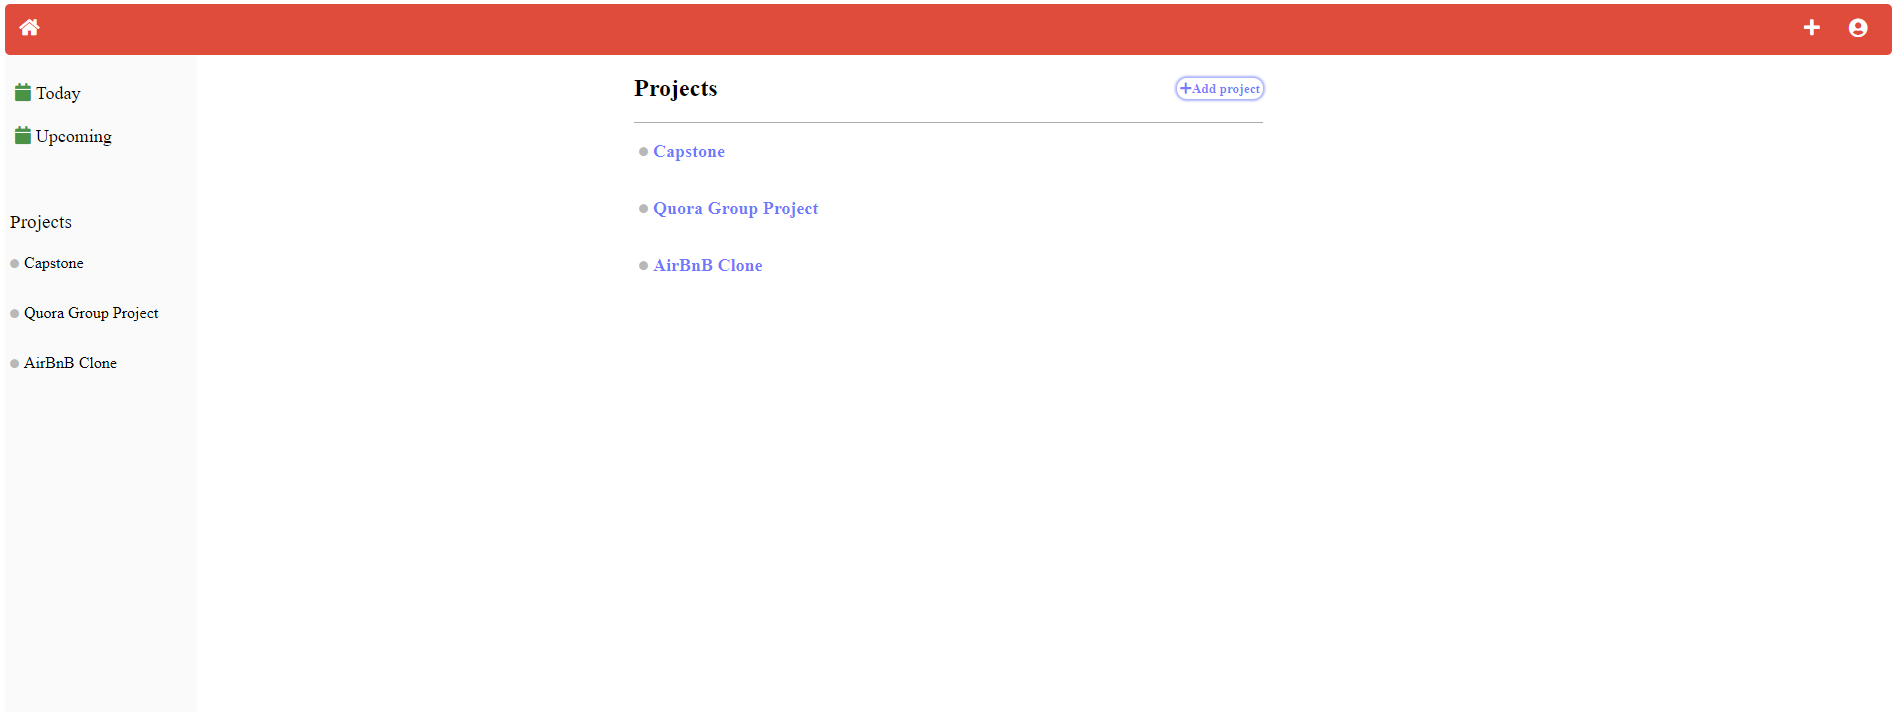 Today
Upcoming
Projects
Capstone
Quora Group Project
AirBnB Clone
Projects
Add project
Capstone
Quora Group Project
AirBnB Clone